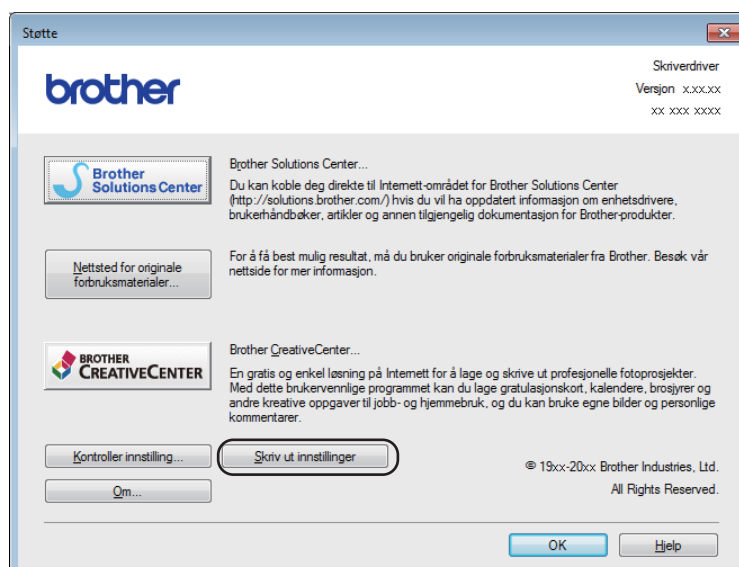 Støtte
brother
Skriverdriver
Versjon x.xx.xx
xx xxx xxxx
Brother
Solutions Center
Brother Solutions Center...
Du kan koble deg direkte til Internett-området for Brother Solutions Center
(http://solutions.brother.com/) hvis du vil ha oppdatert informasjon om enhetsdrivere,
brukerhåndbøker, artikler og annen tilgjengelig dokumentasjon for Brother-produkter.
Nettsted for originale
forbruksmaterialer...
For å få best mulig resultat, må du bruker originale forbruksmaterialer fra Brother. Besøk vår
nettside for mer informasjon.
BROTHER
CREATIVECENTER
Brother CreativeCenter...
En gratis og enkel løsning på Internett for å lage og skrive ut profesjonelle fotoprosjekter.
Med dette brukervennlige programmet kan du lage gratulasjonskort, kalendere, brosjyrer og
andre kreative oppgaver til jobb- og hjemmebruk, og du kan bruke egne bilder og personlige
kommentarer.
Kontroller innstilling...
Skriv ut innstillinger
Om...
© 19xx-20xx Brother Industries, Ltd.
All Rights Reserved.
OK
Hjelp